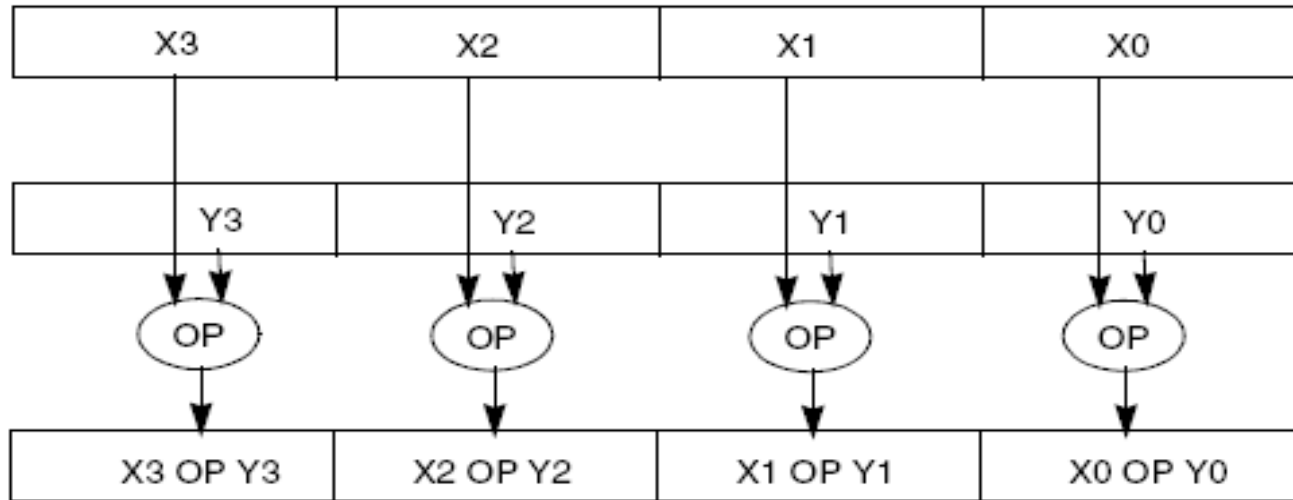 X3 X2 X1 X0
Y3 Y2 Y1 Y0
OP OP OP OP
X3 OP Y3 X2 OP Y2 X1 OP Y1 X0 OP Y0